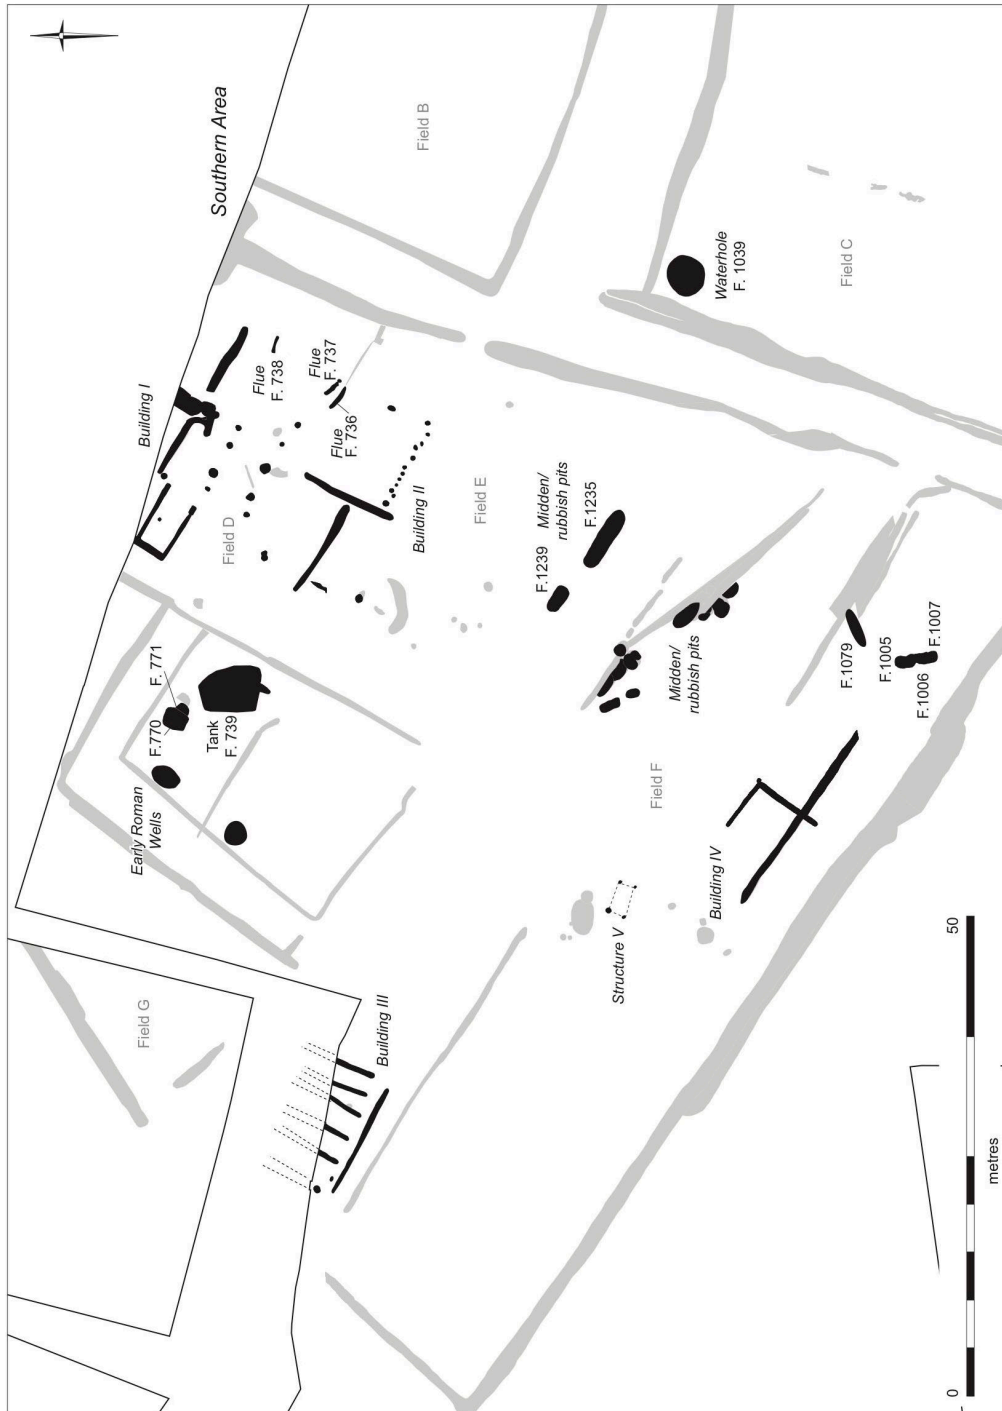 Southern Area
Field B
Building I
Flue
F. 738
Flue
F. 737
Flue
F. 736
Waterhole
F. 1039
Field C
Field D
Building II
Field E
Midden/
rubbish pits
F.1239
F.1235
F.771
F.770
Tank
F. 739
Early Roman
Wells
Midden/
rubbish pits
F.1079
F.1005
F.1006
F.1007
Field F
Building IV
Structure V
Field G
Building III
0
50
metres